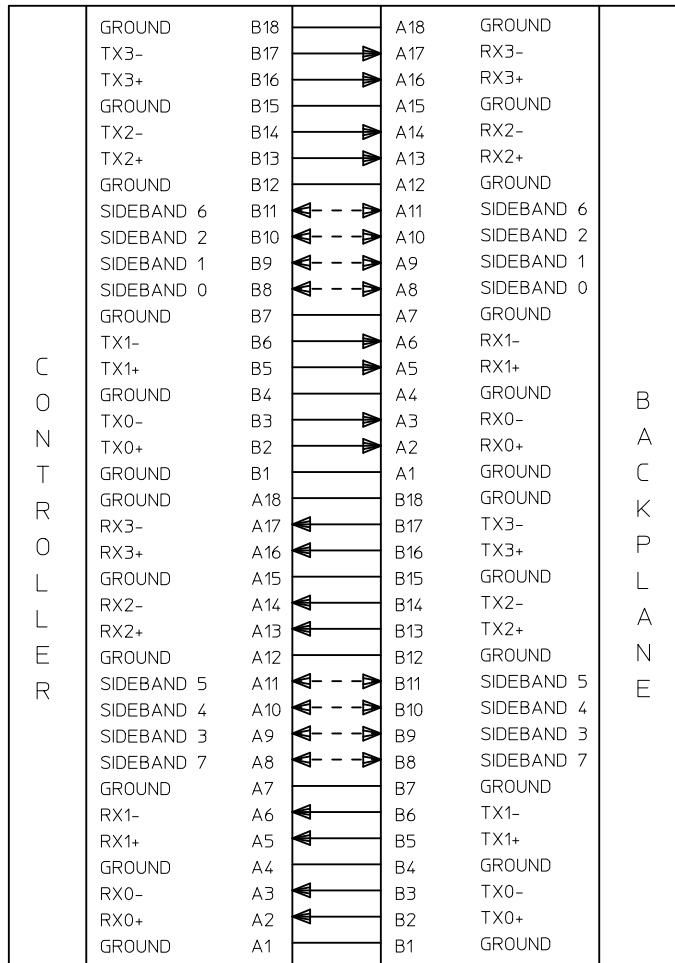 GROUND B18 A18 GROUND
TX3- B17 A17 RX3-
TX3+ B16 A16 RX3+
GROUND B15 A15 GROUND
TX2- B14 A14 RX2-
TX2+ B13 A13 RX2+
GROUND B12 A12 GROUND
SIDEBAND 6 B11 A11 SIDEBAND 6
SIDEBAND 2 B10 A10 SIDEBAND 2
SIDEBAND 1 B9 A9 SIDEBAND 1
SIDEBAND 0 B8 A8 SIDEBAND 0
GROUND B7 A7 GROUND
TX1- B6 A6 RX1-
TX1+ B5 A5 RX1+
GROUND B4 A4 GROUND
TX0- B3 A3 RX0-
TX0+ B2 A2 RX0+
GROUND B1 A1 GROUND
GROUND A18 B18 GROUND
RX3- A17 B17 TX3-
RX3+ A16 B16 TX3+
GROUND A15 B15 GROUND
RX2- A14 B14 TX2-
RX2+ A13 B13 TX2+
GROUND A12 B12 GROUND
SIDEBAND 5 A11 B11 SIDEBAND 5
SIDEBAND 4 A10 B10 SIDEBAND 4
SIDEBAND 3 A9 B9 SIDEBAND 3
SIDEBAND 7 A8 B8 SIDEBAND 7
GROUND A7 B7 GROUND
RX1- A6 B6 TX1-
RX1+ A5 B5 TX1+
GROUND A4 B4 GROUND
RX0- A3 B3 TX0-
RX0+ A2 B2 TX0+
GROUND A1 B1 GROUND
CONTROLLER
BACKPLANE